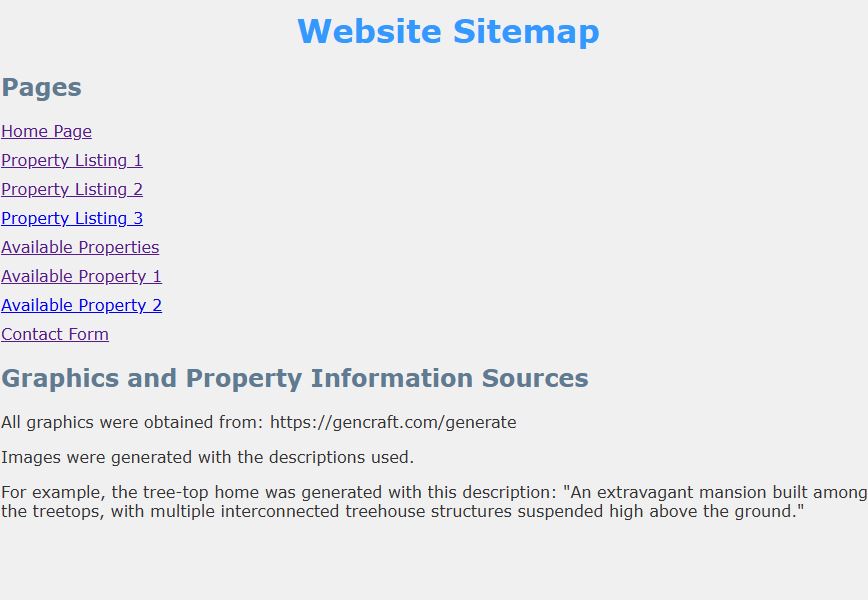 Website Sitemap
Pages
Home Page
Property Listing 1
Property Listing 2
Property Listing 3
Available Properties
Available Property 1
Available Property 2
Contact Form
Graphics and Property Information Sources
All graphics were obtained from: https://gencraft.com/generate
Images were generated with the descriptions used.
For example, the tree-top home was generated with this description: "An extravagant mansion built among
the treetops, with multiple interconnected treehouse structures suspended high above the ground."